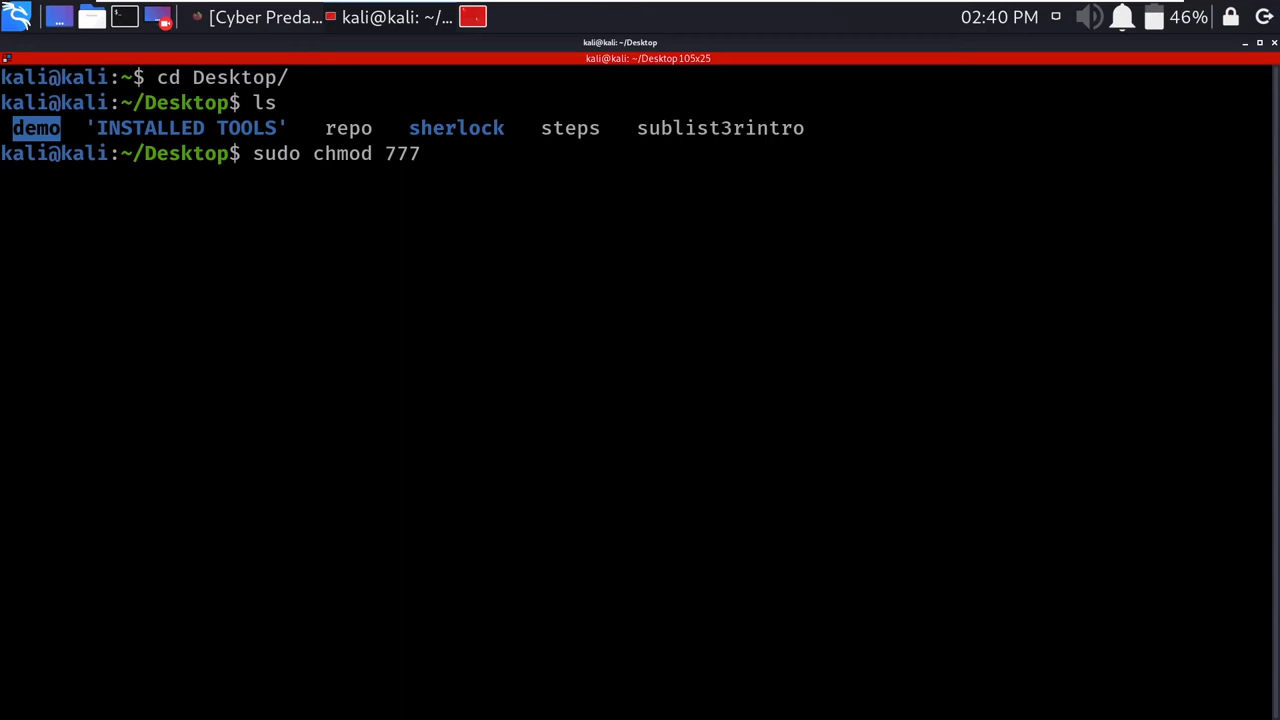 [Cyber Preda... kali@kali: ~/... 02:40 PM 46%
kali@kali: ~/Desktop
kali@kali: ~/Desktop 105x25
kali@kali:~$ cd Desktop/
kali@kali:~/Desktop$ ls
demo 'INSTALLED TOOLS' repo sherlock steps sublist3rintro
kali@kali:~/Desktop$ sudo chmod 777